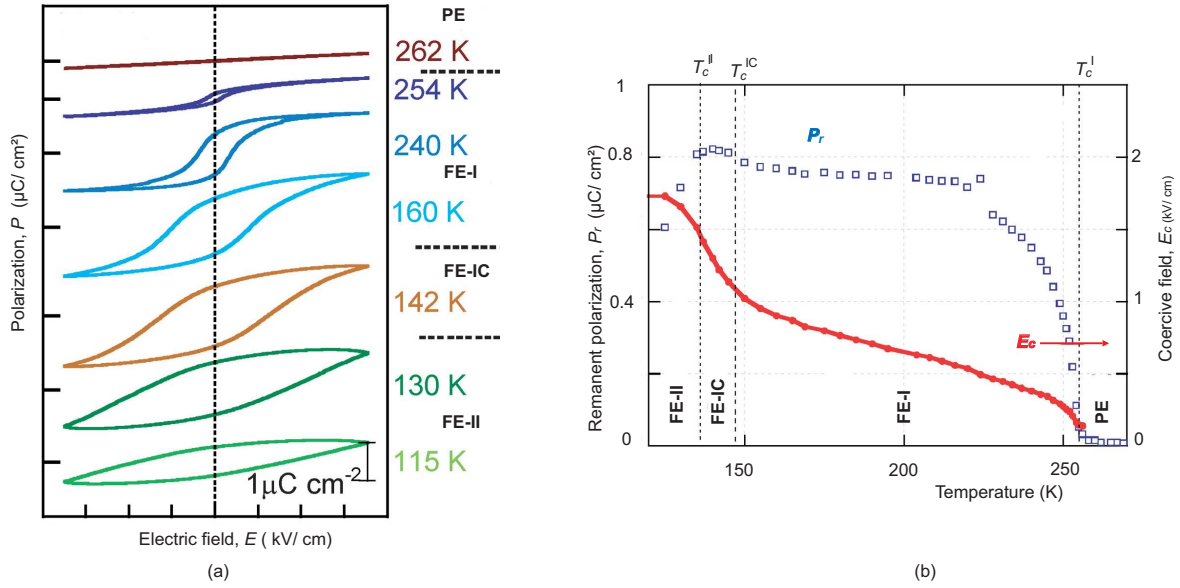 PE
262 K
254 K
240 K
FE-I
160 K
FE-IC
142 K
130 K
FE-II
115 K
1μC cm⁻²
Polarization, P (μC/ cm²)
Electric field, E ( kV/ cm)
(a)
T_c^II
T_c^IC
T_c^I
1
0.8
0.4
0.2
0
Remanent polarization, P_r (μC/ cm²)
P_r
E_c
FE-II
FE-IC
FE-I
PE
2
1
0
Coercive field, E_c (kV/ cm)
150
200
250
Temperature (K)
(b)